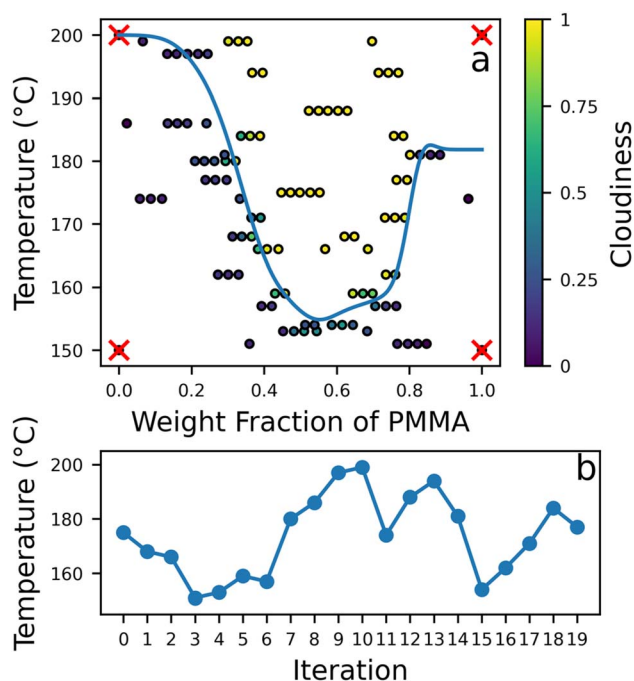 a
200
190
180
170
160
150
Temperature (°C)
0.0 0.2 0.4 0.6 0.8 1.0
Weight Fraction of PMMA
1
0.75
0.5
0.25
0
Cloudiness
b
200
180
160
Temperature (°C)
0 1 2 3 4 5 6 7 8 9 10 11 12 13 14 15 16 17 18 19
Iteration